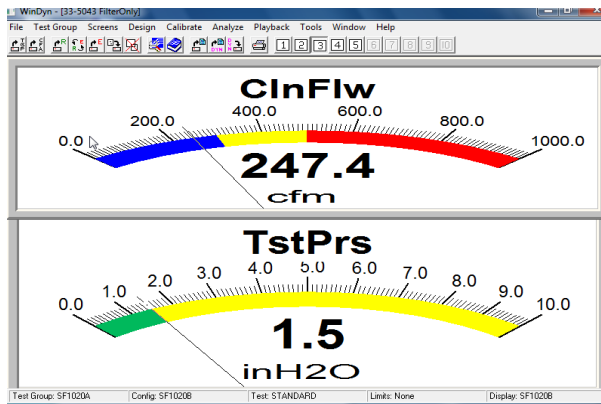 WinDyn - [33-5043 FilterOnly]
File Test Group Screens Design Calibrate Analyze Playback Tools Window Help
1 2 3 4 5 6 7 8 9 10
ClnFlw
0.0 200.0 400.0 600.0 800.0 1000.0
247.4
cfm
TstPrs
0.0 1.0 2.0 3.0 4.0 5.0 6.0 7.0 8.0 9.0 10.0
1.5
inH2O
Test Group: SF1020A Config: SF1020B Test: STANDARD Limits: None Display: SF1020B